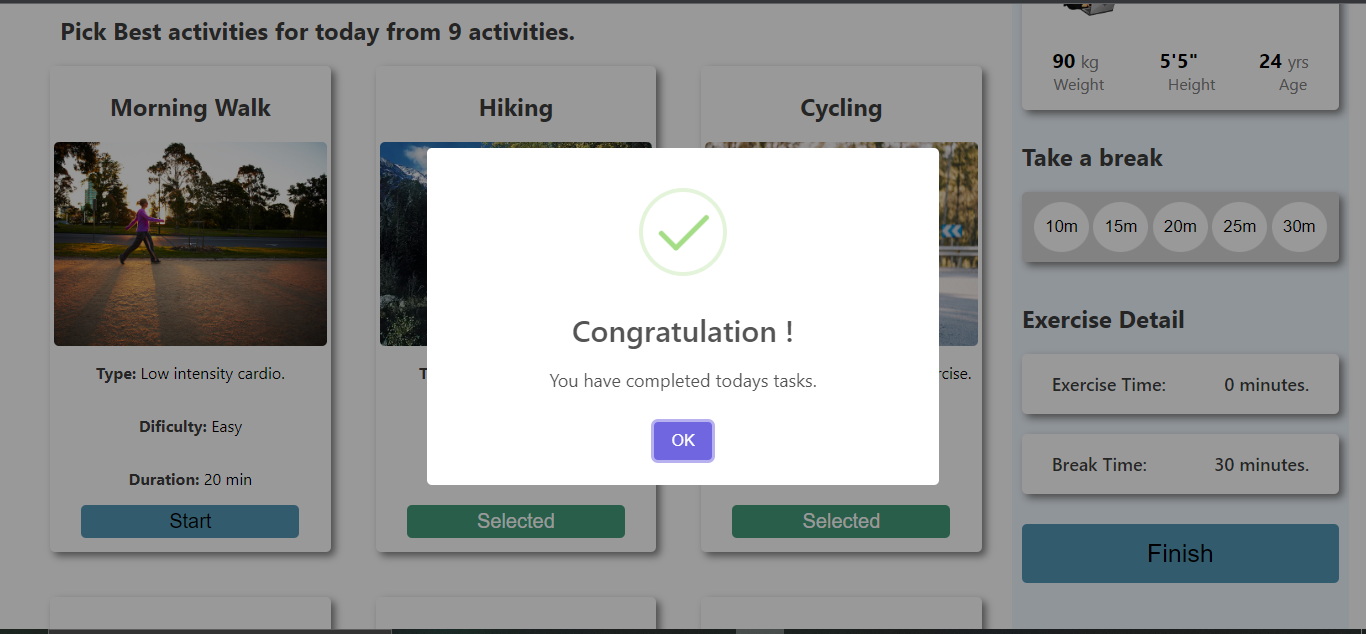 Pick Best activities for today from 9 activities.
Morning Walk
Type: Low intensity cardio.
Dificulty: Easy
Duration: 20 min
Start
Hiking
T
Selected
Cycling
rcise.
Selected
Congratulation !
You have completed todays tasks.
OK
90 kg 5'5" 24 yrs
Weight Height Age
Take a break
10m 15m 20m 25m 30m
Exercise Detail
Exercise Time: 0 minutes.
Break Time: 30 minutes.
Finish